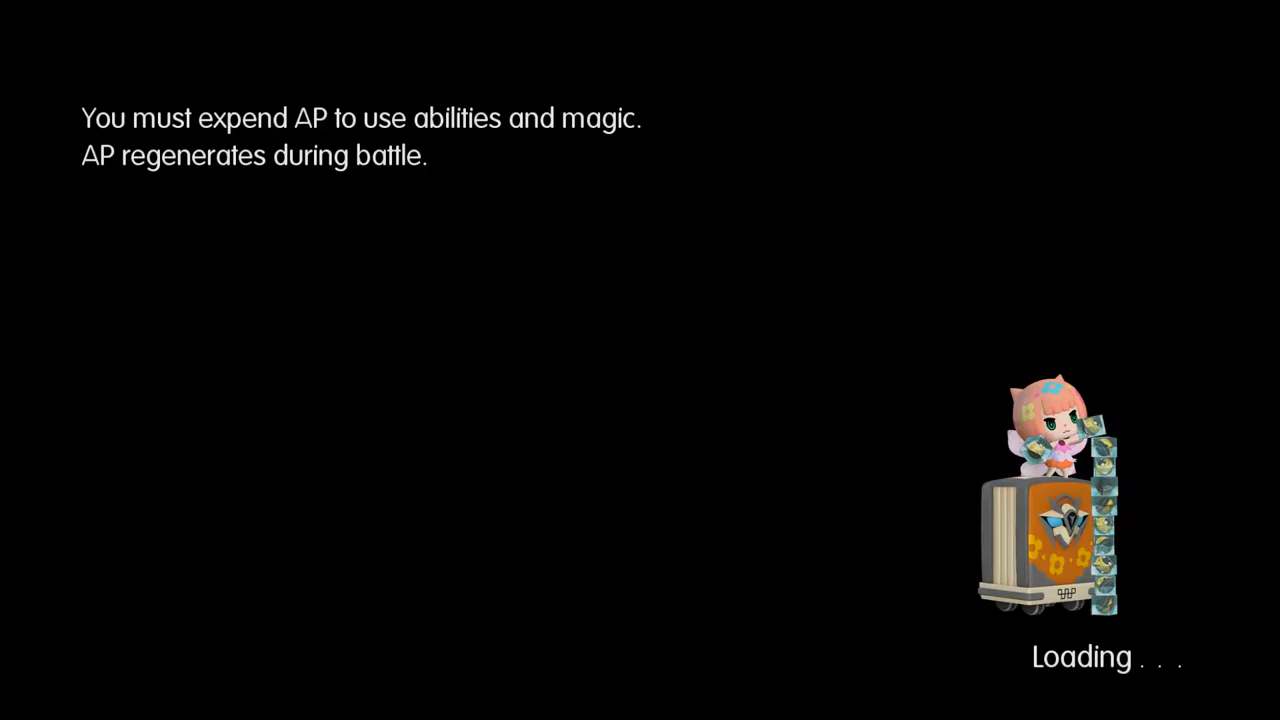 You must expend AP to use abilities and magic.
AP regenerates during battle.
Loading . . .